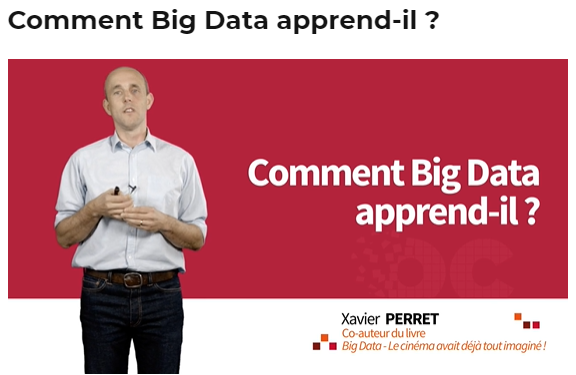 Comment Big Data apprend-il ?
Comment Big Data
apprend-il ?
OC
Xavier PERRET
Co-auteur du livre
Big Data - Le cinéma avait déjà tout imaginé !